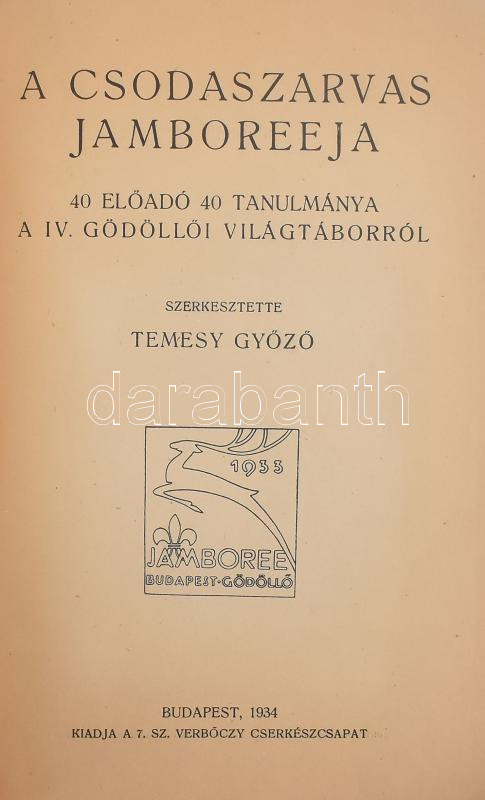 A CSODASZARVAS
JAMBOREEJA
40 ELŐADÓ 40 TANULMÁNYA
A IV. GÖDÖLLŐI VILÁGTÁBORRÓL
SZERKESZTETTE
TEMESY GYŐZŐ
darabanth
1933
JAMBOREE
BUDAPEST·GÖDÖLLŐ
BUDAPEST, 1934
KIADJA A 7. SZ. VERBŐCZY CSERKÉSZCSAPAT